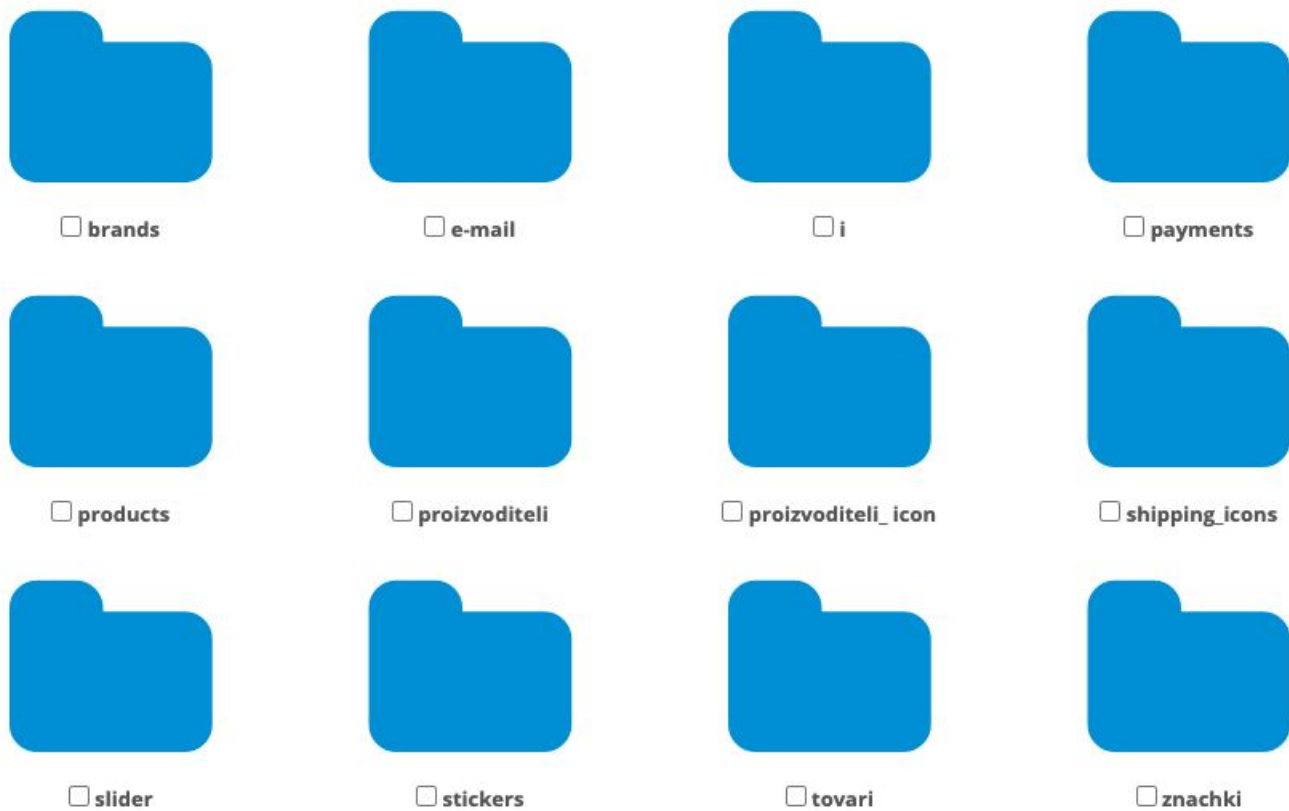 brands
e-mail
i
payments
products
proizvoditeli
proizvoditeli_ icon
shipping_icons
slider
stickers
tovari
znachki